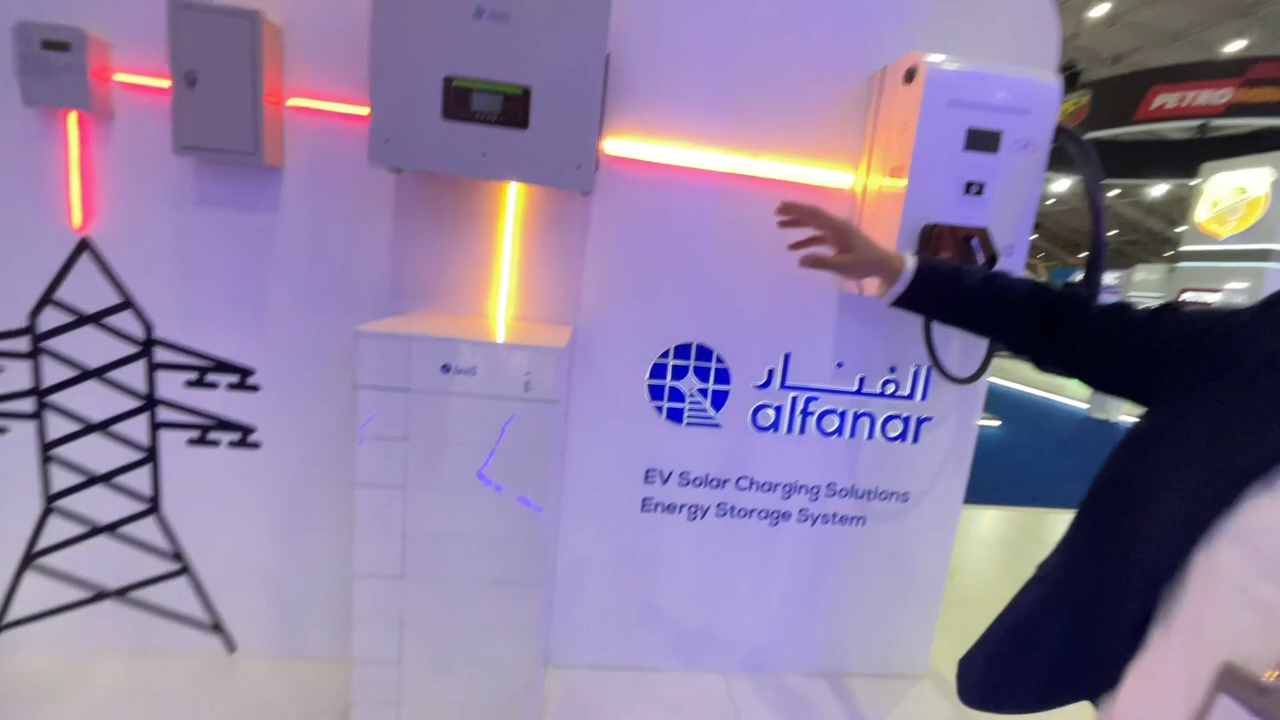 PETRO
الفنار
alfanar
EV Solar Charging Solutions
Energy Storage System